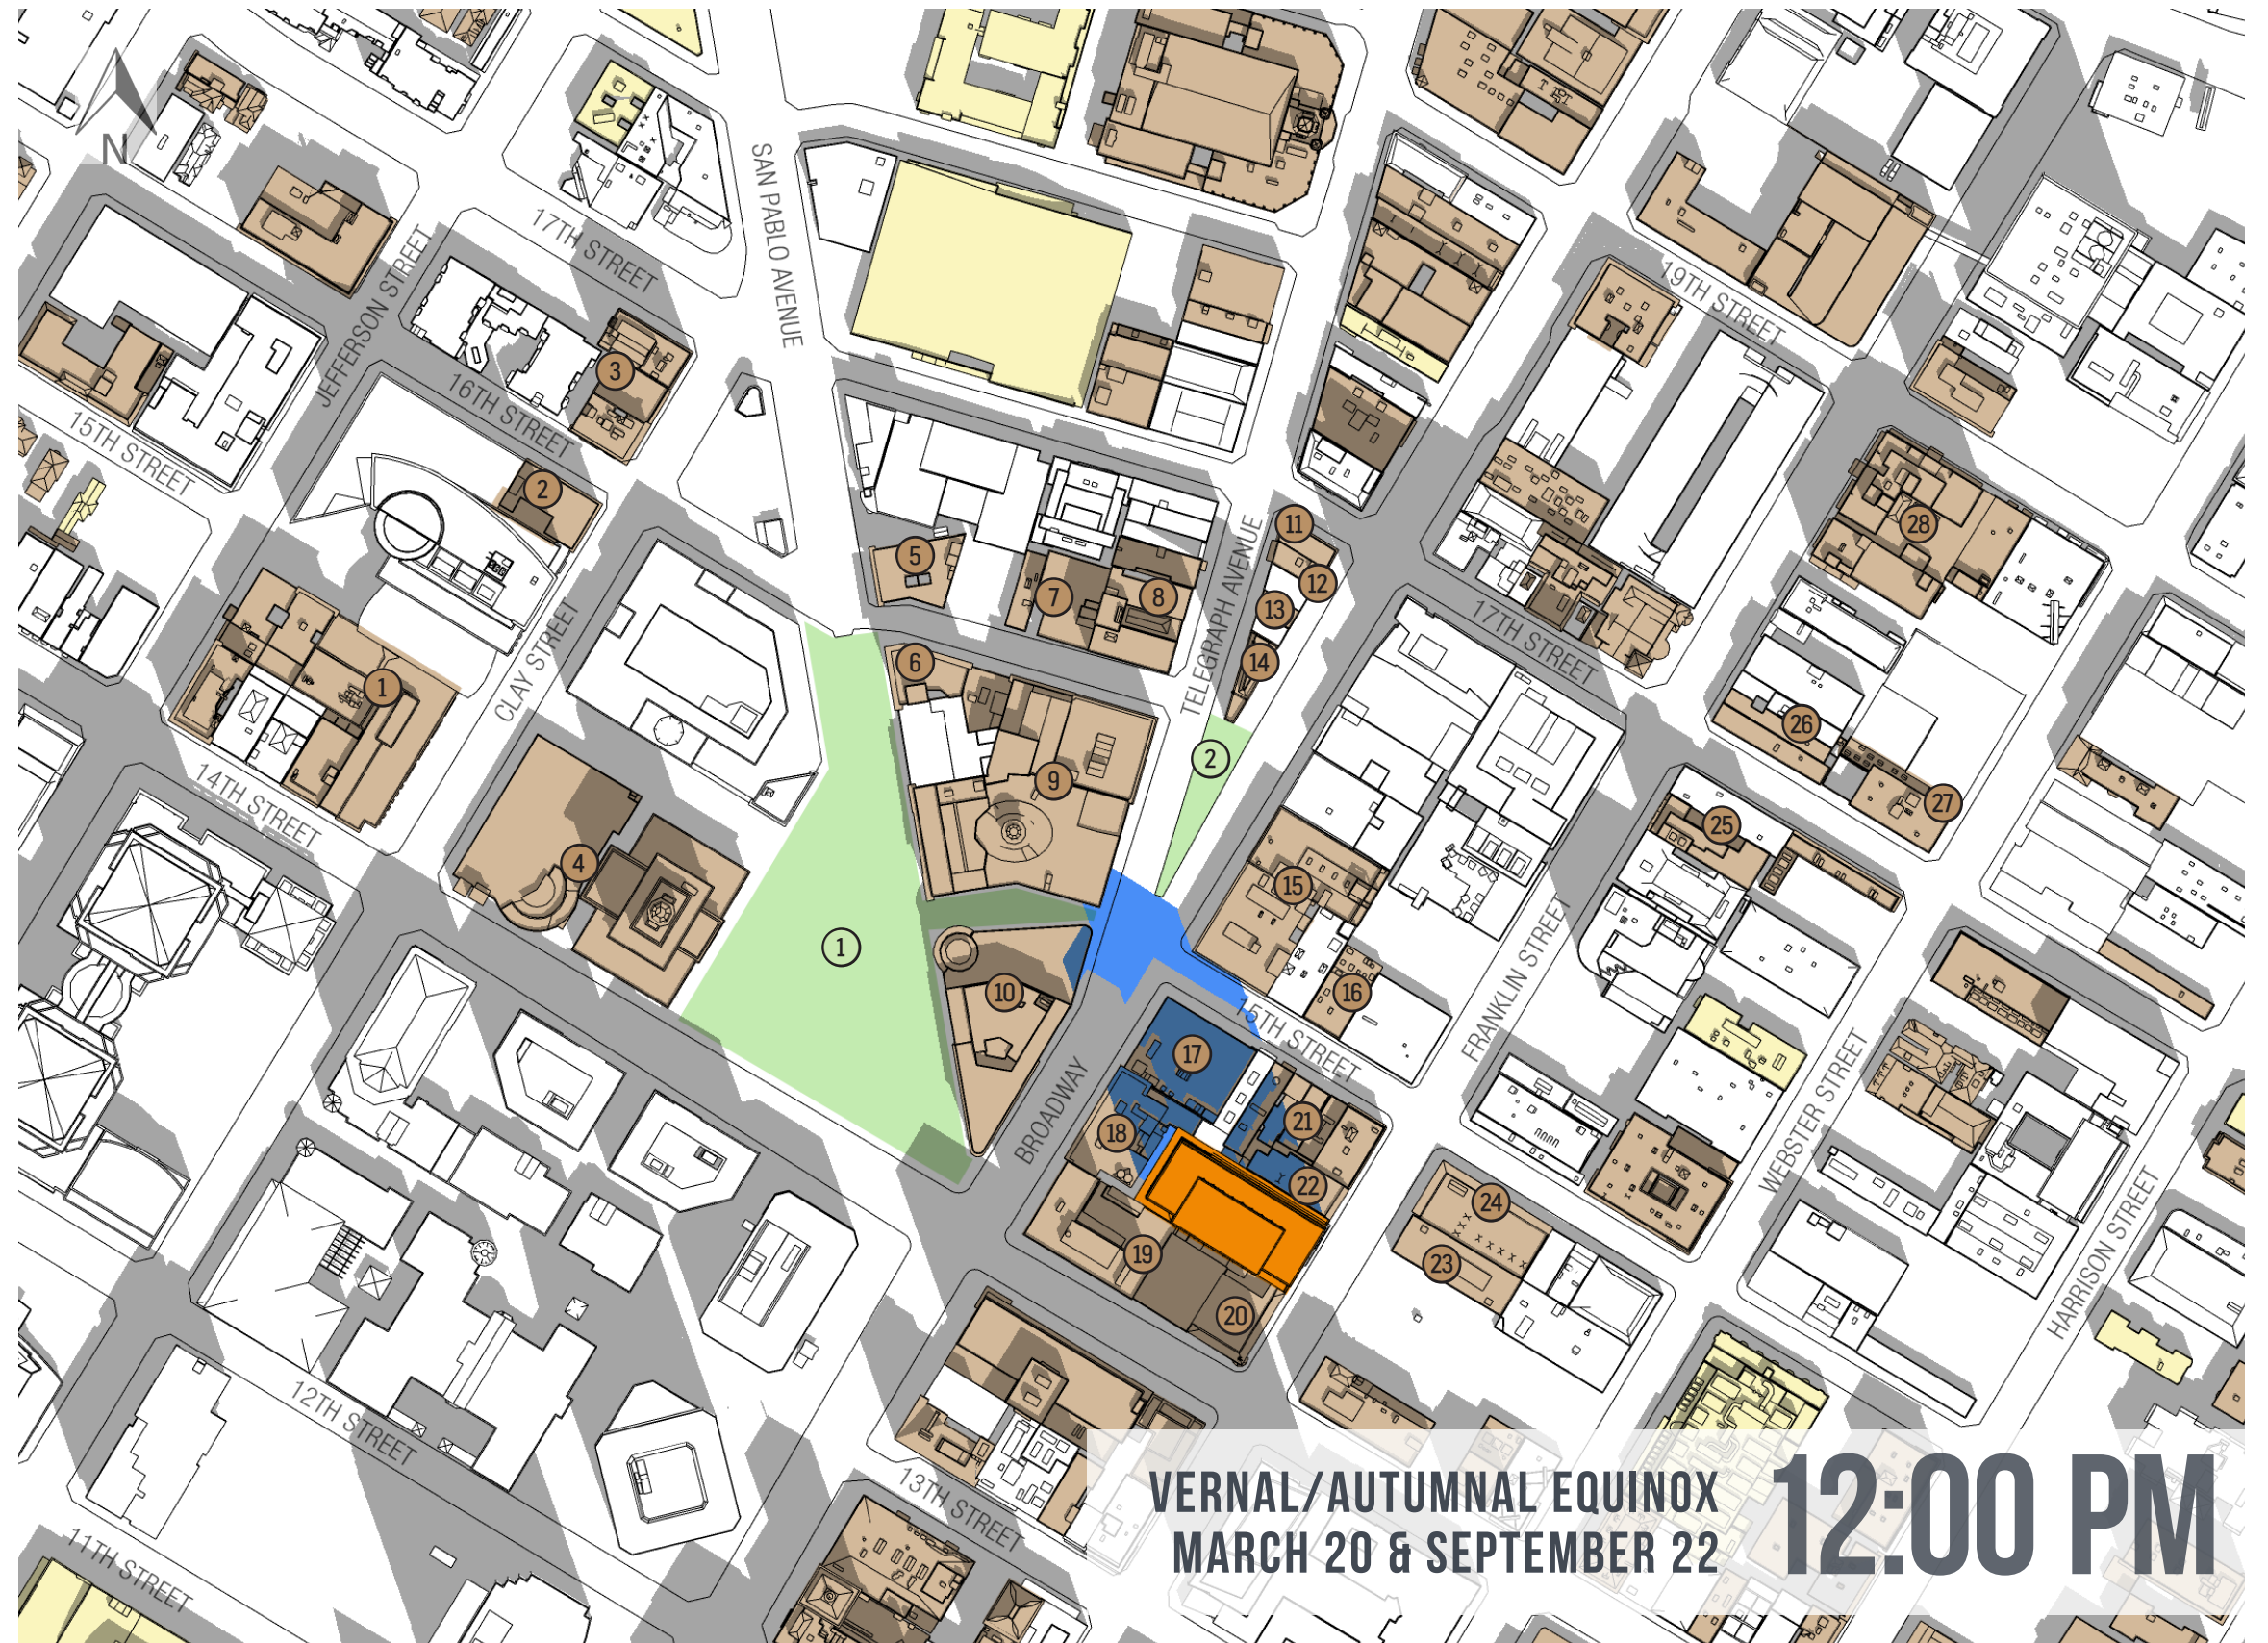 N
SAN PABLO AVENUE
17TH STREET
JEFFERSON STREET
19TH STREET
3
16TH STREET
15TH STREET
2
11
28
5
TELEGRAPH AVENUE
12
7
8
13
17TH STREET
CLAY STREET
6
14
1
26
2
9
27
14TH STREET
25
4
15
FRANKLIN STREET
1
10
16
15TH STREET
17
WEBSTER STREET
BROADWAY
21
18
22
24
HARRISON STREET
19
23
20
12TH STREET
13TH STREET
VERNAL/AUTUMNAL EQUINOX
MARCH 20 & SEPTEMBER 22
12:00 PM
11TH STREET